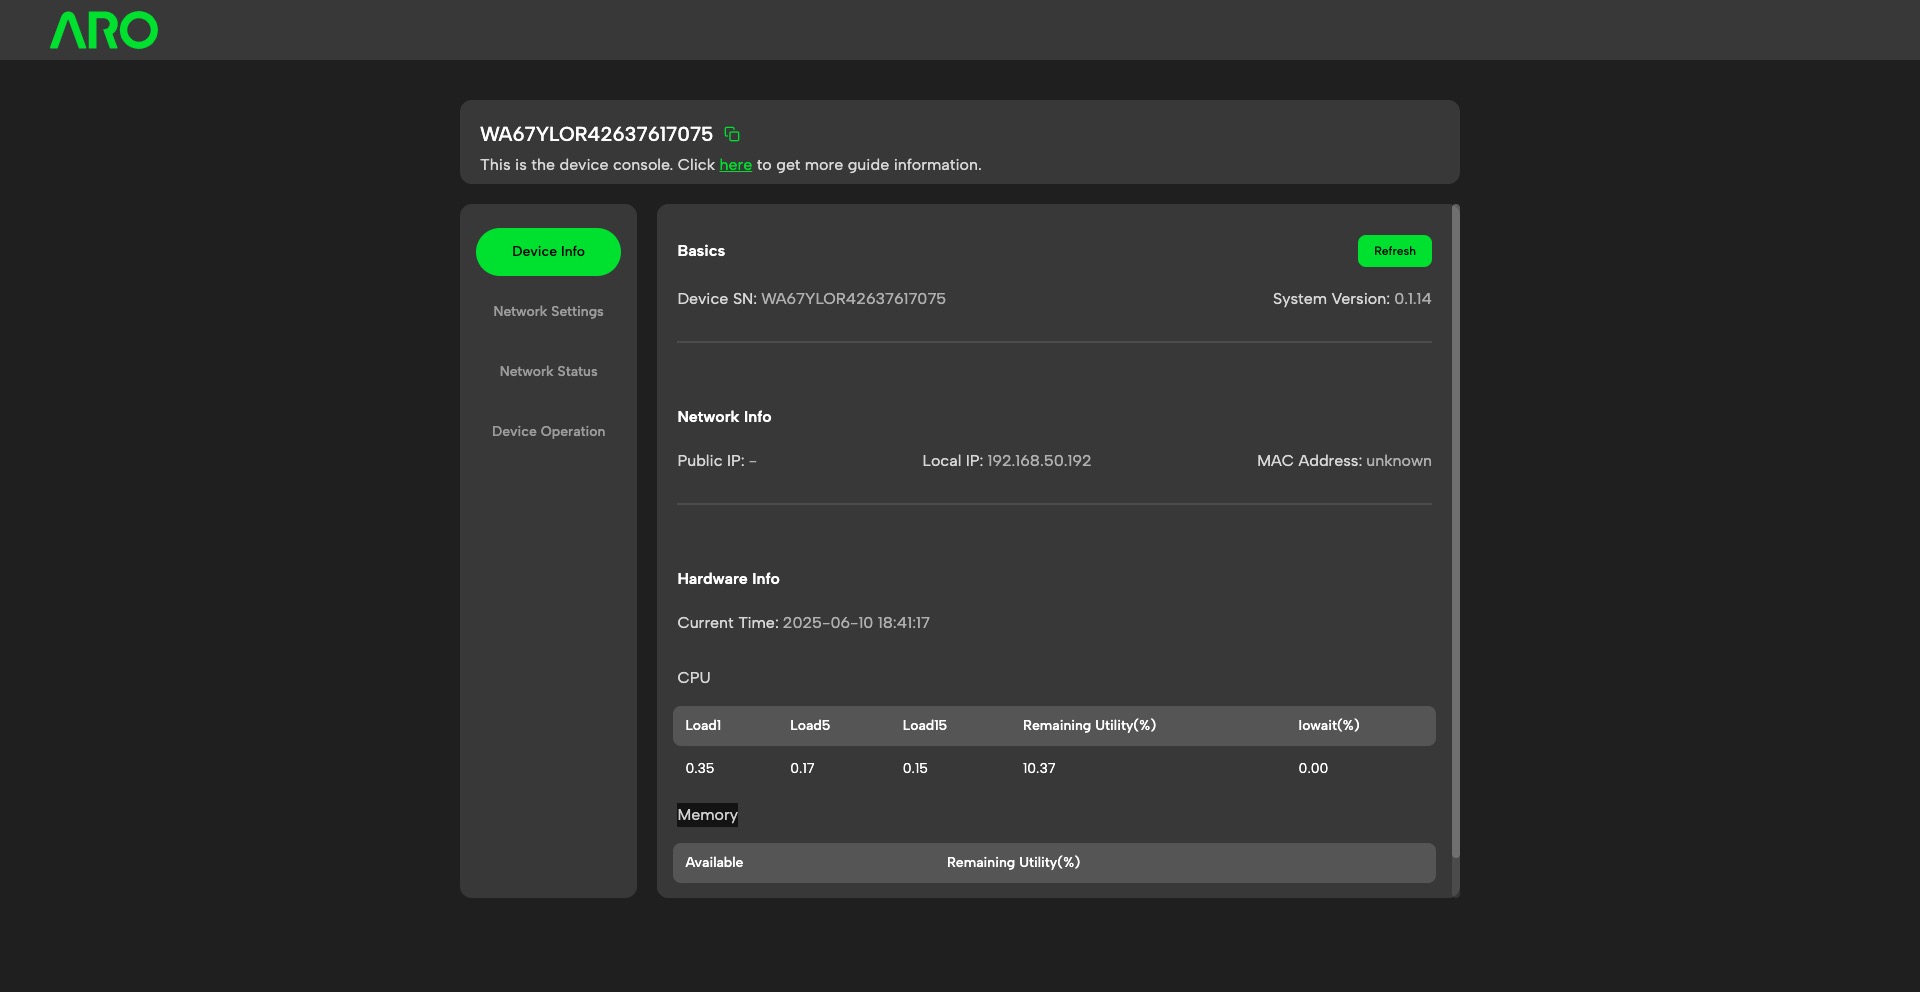 ARO
WA67YLOR42637617075
This is the device console. Click here to get more guide information.
Device Info
Network Settings
Network Status
Device Operation
Basics
Refresh
Device SN: WA67YLOR42637617075
System Version: 0.1.14
Network Info
Public IP: -
Local IP: 192.168.50.192
MAC Address: unknown
Hardware Info
Current Time: 2025-06-10 18:41:17
CPU
Load1 Load5 Load15 Remaining Utility(%) Iowait(%)
0.35 0.17 0.15 10.37 0.00
Memory
Available Remaining Utility(%)